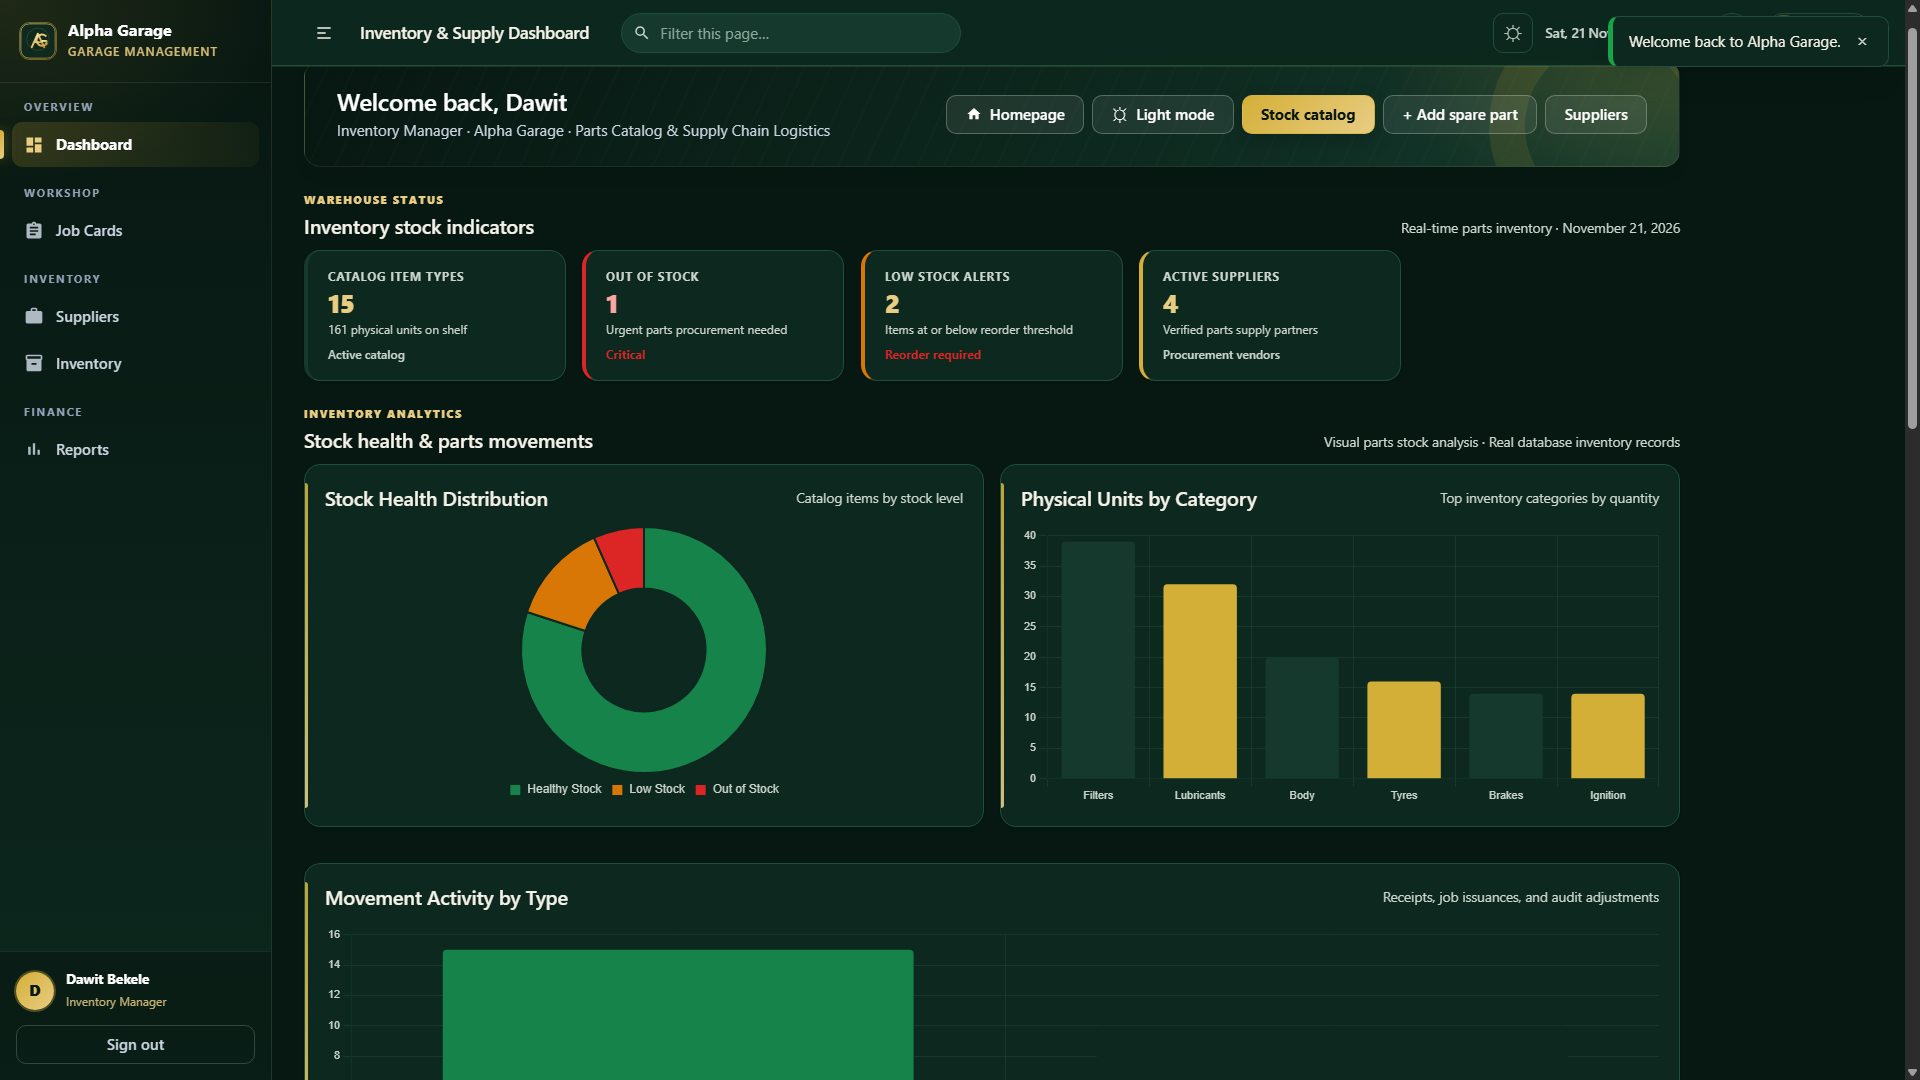 Alpha Garage
GARAGE MANAGEMENT
OVERVIEW
Dashboard
WORKSHOP
Job Cards
INVENTORY
Suppliers
Inventory
FINANCE
Reports
Dawit Bekele
Inventory Manager
D
Sign out
Inventory & Supply Dashboard
Filter this page...
Sat, 21 No
Welcome back to Alpha Garage. ×
Welcome back, Dawit
Inventory Manager · Alpha Garage · Parts Catalog & Supply Chain Logistics
Homepage
Light mode
Stock catalog
+ Add spare part
Suppliers
WAREHOUSE STATUS
Inventory stock indicators
Real-time parts inventory · November 21, 2026
CATALOG ITEM TYPES
15
161 physical units on shelf
Active catalog
OUT OF STOCK
1
Urgent parts procurement needed
Critical
LOW STOCK ALERTS
2
Items at or below reorder threshold
Reorder required
ACTIVE SUPPLIERS
4
Verified parts supply partners
Procurement vendors
INVENTORY ANALYTICS
Stock health & parts movements
Visual parts stock analysis · Real database inventory records
Stock Health Distribution
Catalog items by stock level
Healthy Stock
Low Stock
Out of Stock
Physical Units by Category
Top inventory categories by quantity
40
35
30
25
20
15
10
5
0
Filters
Lubricants
Body
Tyres
Brakes
Ignition
Movement Activity by Type
Receipts, job issuances, and audit adjustments
16
14
12
10
8